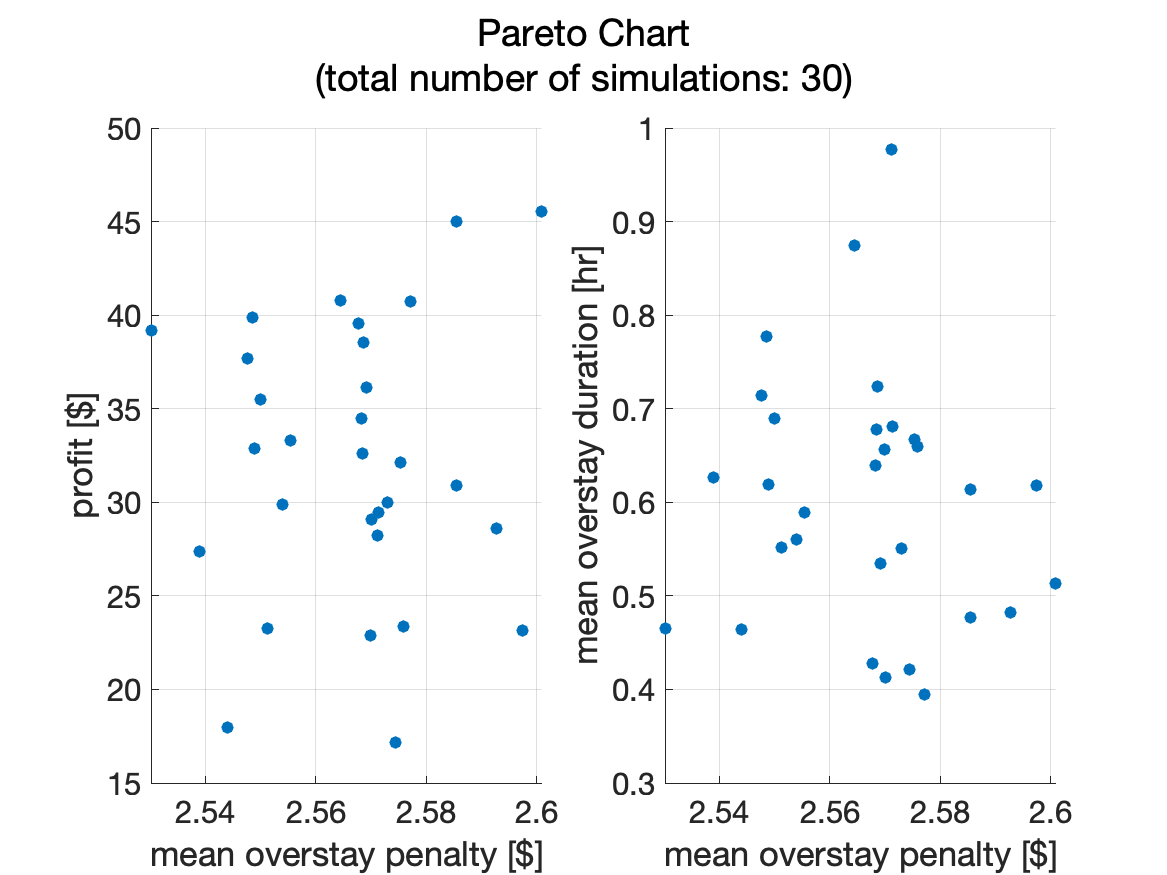 Pareto Chart
(total number of simulations: 30)
profit [$]
50
45
40
35
30
25
20
15
2.54 2.56 2.58 2.6
mean overstay penalty [$]
mean overstay duration [hr]
1
0.9
0.8
0.7
0.6
0.5
0.4
0.3
2.54 2.56 2.58 2.6
mean overstay penalty [$]